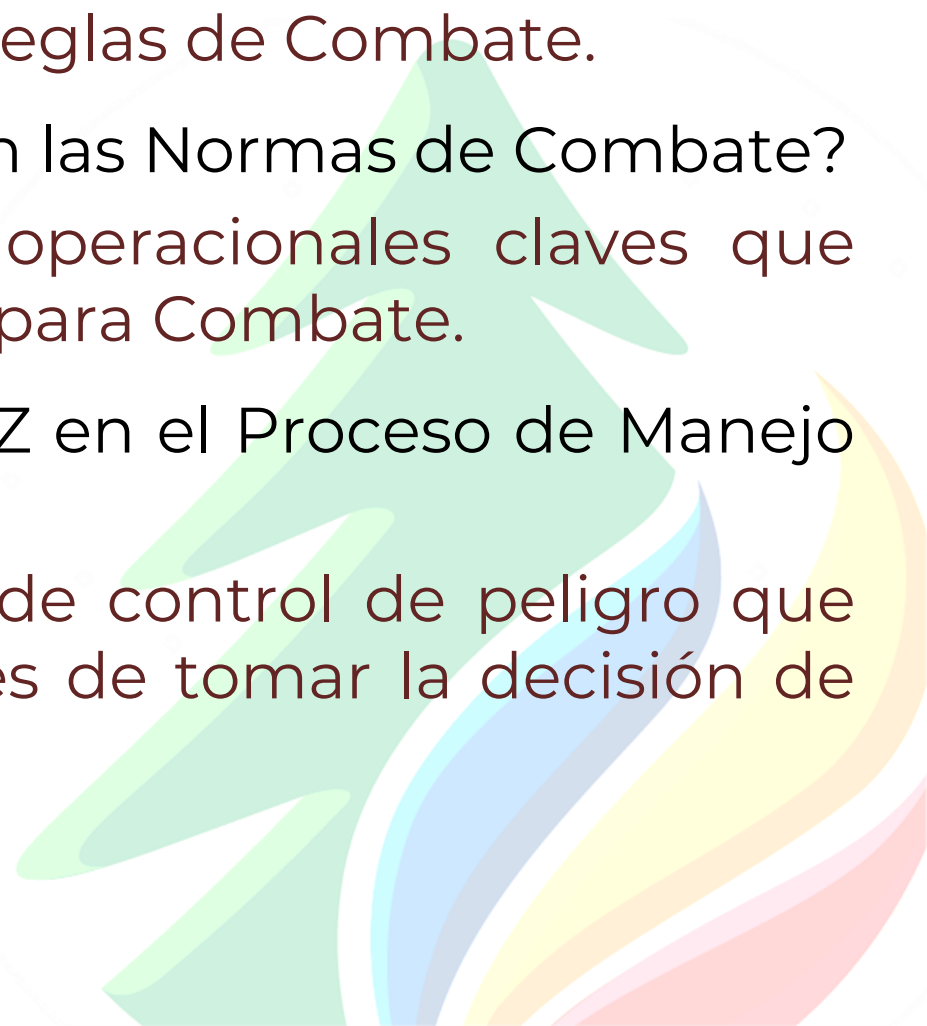 eglas de Combate.
n las Normas de Combate?
operacionales claves que
para Combate.
Z en el Proceso de Manejo
de control de peligro que
es de tomar la decisión de